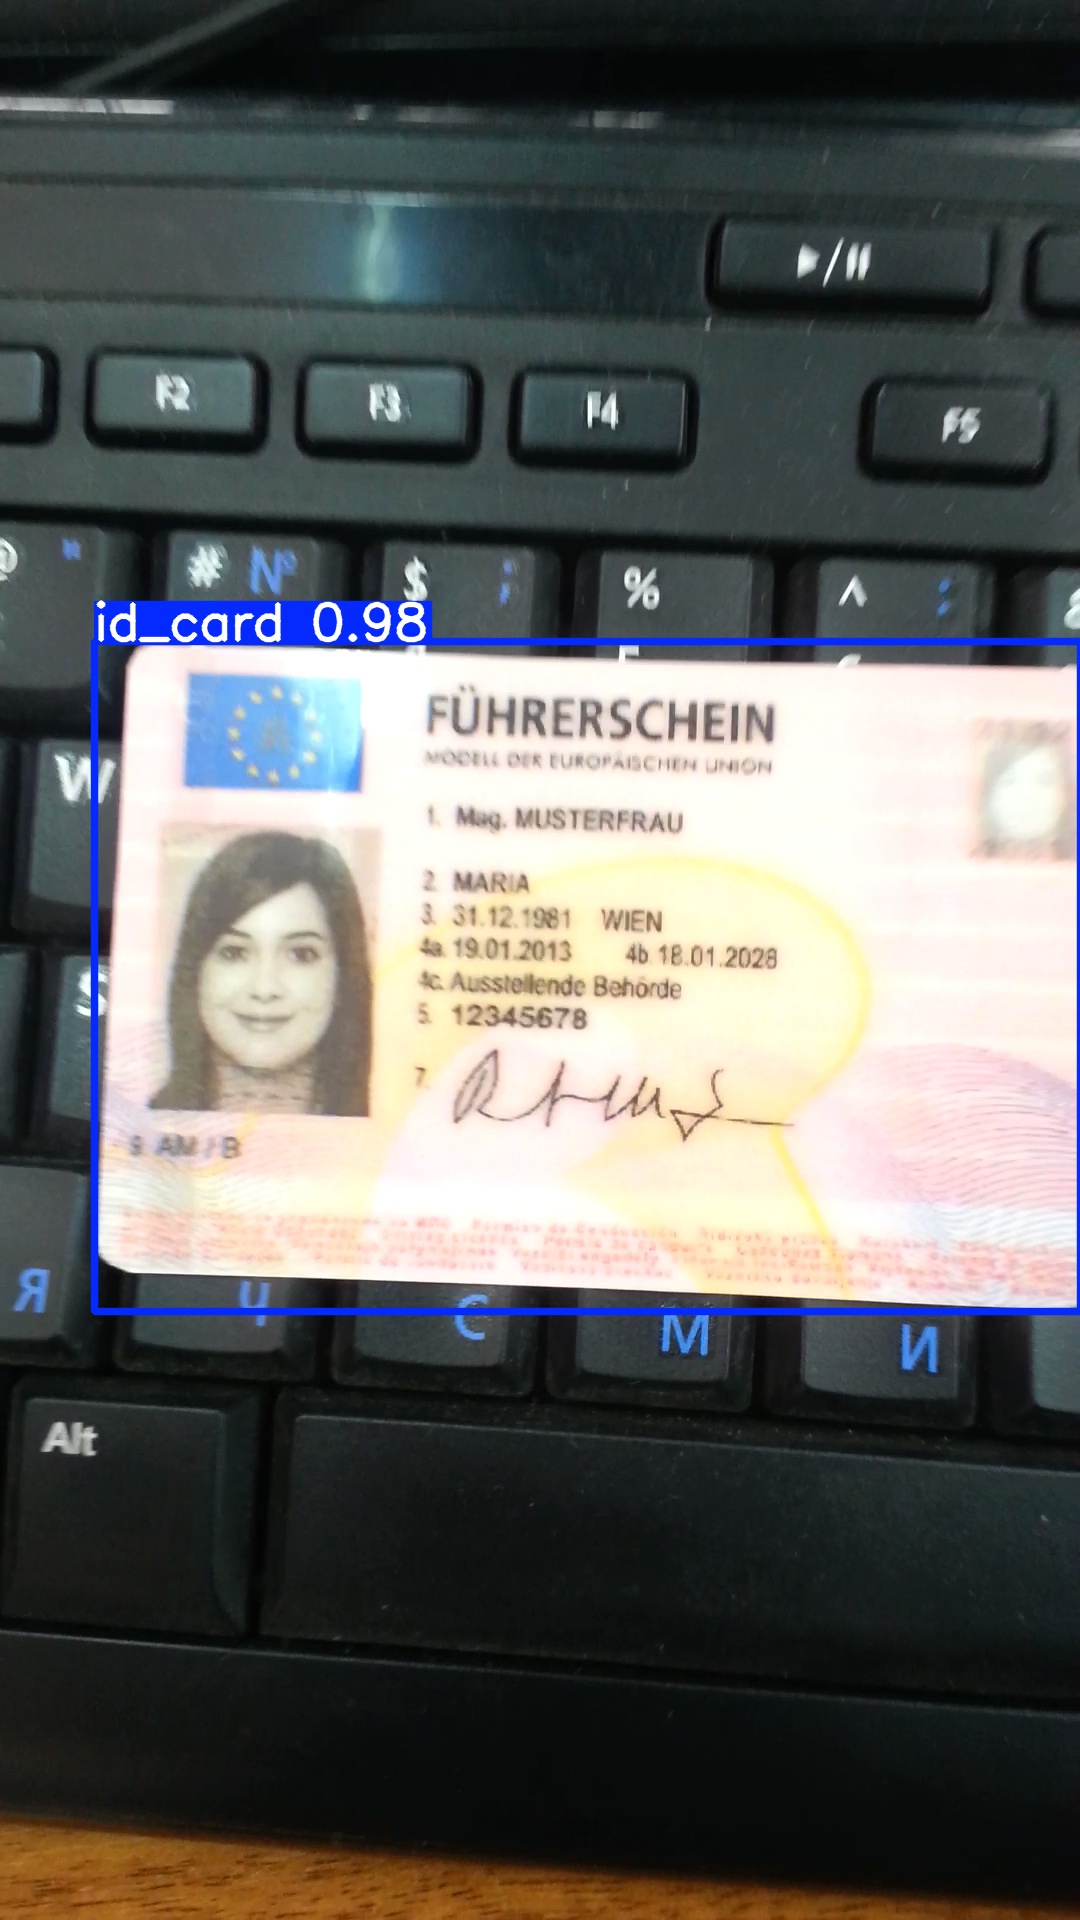 ▶/II
F2 F3 F4 F5
@ " # № $ ; % ^ :
id_card 0.98
W
FÜHRERSCHEIN
MODELL DER EUROPÄISCHEN UNION
1. Mag. MUSTERFRAU
2. MARIA
3. 31.12.1981 WIEN
4a. 19.01.2013 4b. 18.01.2028
4c. Ausstellende Behörde
5. 12345678
7.
9. AM / B
S
Я Ч С М И
Alt